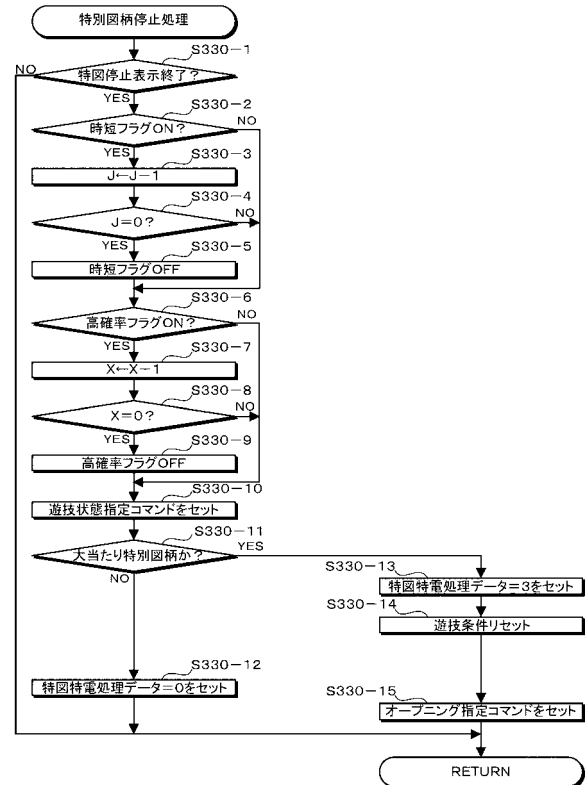 特別図柄停止処理
S330-1
特図停止表示終了？
NO
YES
S330-2
時短フラグON？
NO
YES
S330-3
J←J-1
S330-4
J=0？
NO
YES
S330-5
時短フラグOFF
S330-6
高確率フラグON？
NO
YES
S330-7
X←X-1
S330-8
X=0？
NO
YES
S330-9
高確率フラグOFF
S330-10
遊技状態指定コマンドをセット
S330-11
大当たり特別図柄か？
YES
NO
S330-13
特図特電処理データ=3をセット
S330-14
遊技条件リセット
S330-12
特図特電処理データ=0をセット
S330-15
オープニング指定コマンドをセット
RETURN